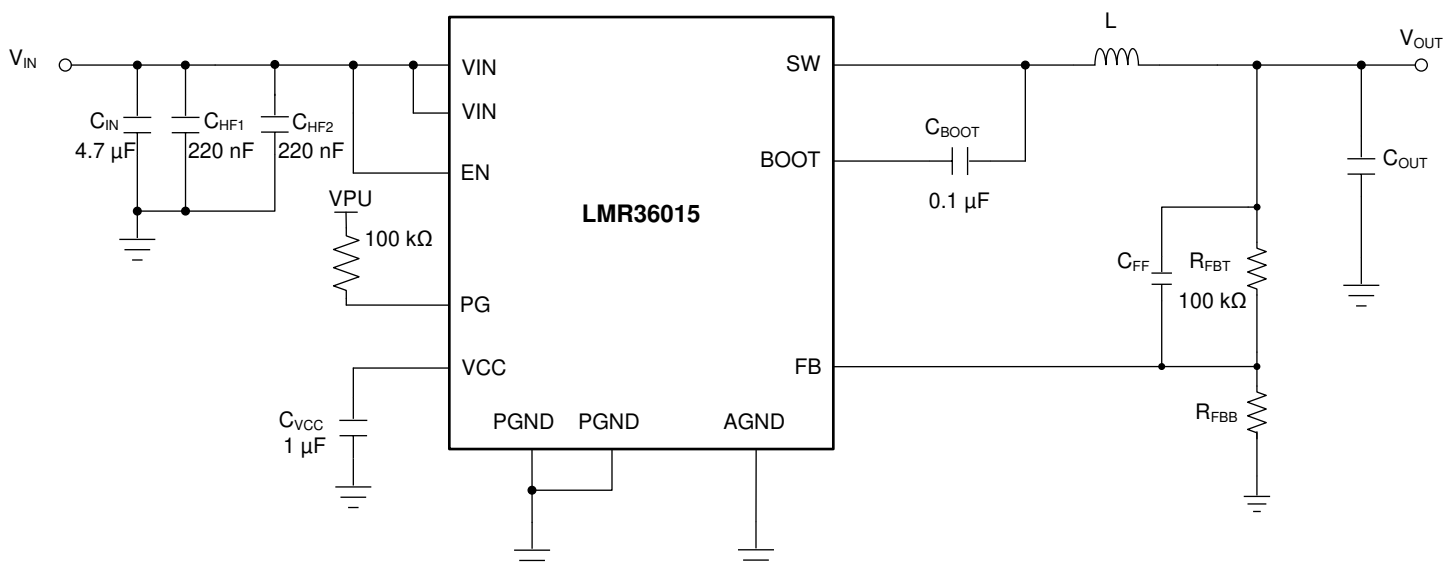 L
V_IN
VIN
SW
V_OUT
VIN
C_IN
4.7 µF
C_HF1
220 nF
C_HF2
220 nF
C_BOOT
0.1 µF
BOOT
C_OUT
EN
VPU
100 kΩ
LMR36015
C_FF
R_FBT
100 kΩ
PG
VCC
FB
C_VCC
1 µF
PGND
PGND
AGND
R_FBB